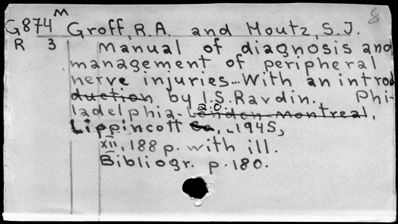 G874 M Groff, R.A. and Houtz, S.J. 8
R 3 Manual of diagnosis and
management of peripheral
nerve injuries...With an intro
duction by I.S. Ravdin. Phi-
ladelphia-London-Montreal, a.o.
Lippincott Co., 1945,
XII, 188 p. with ill.
Bibliogr. p. 180.